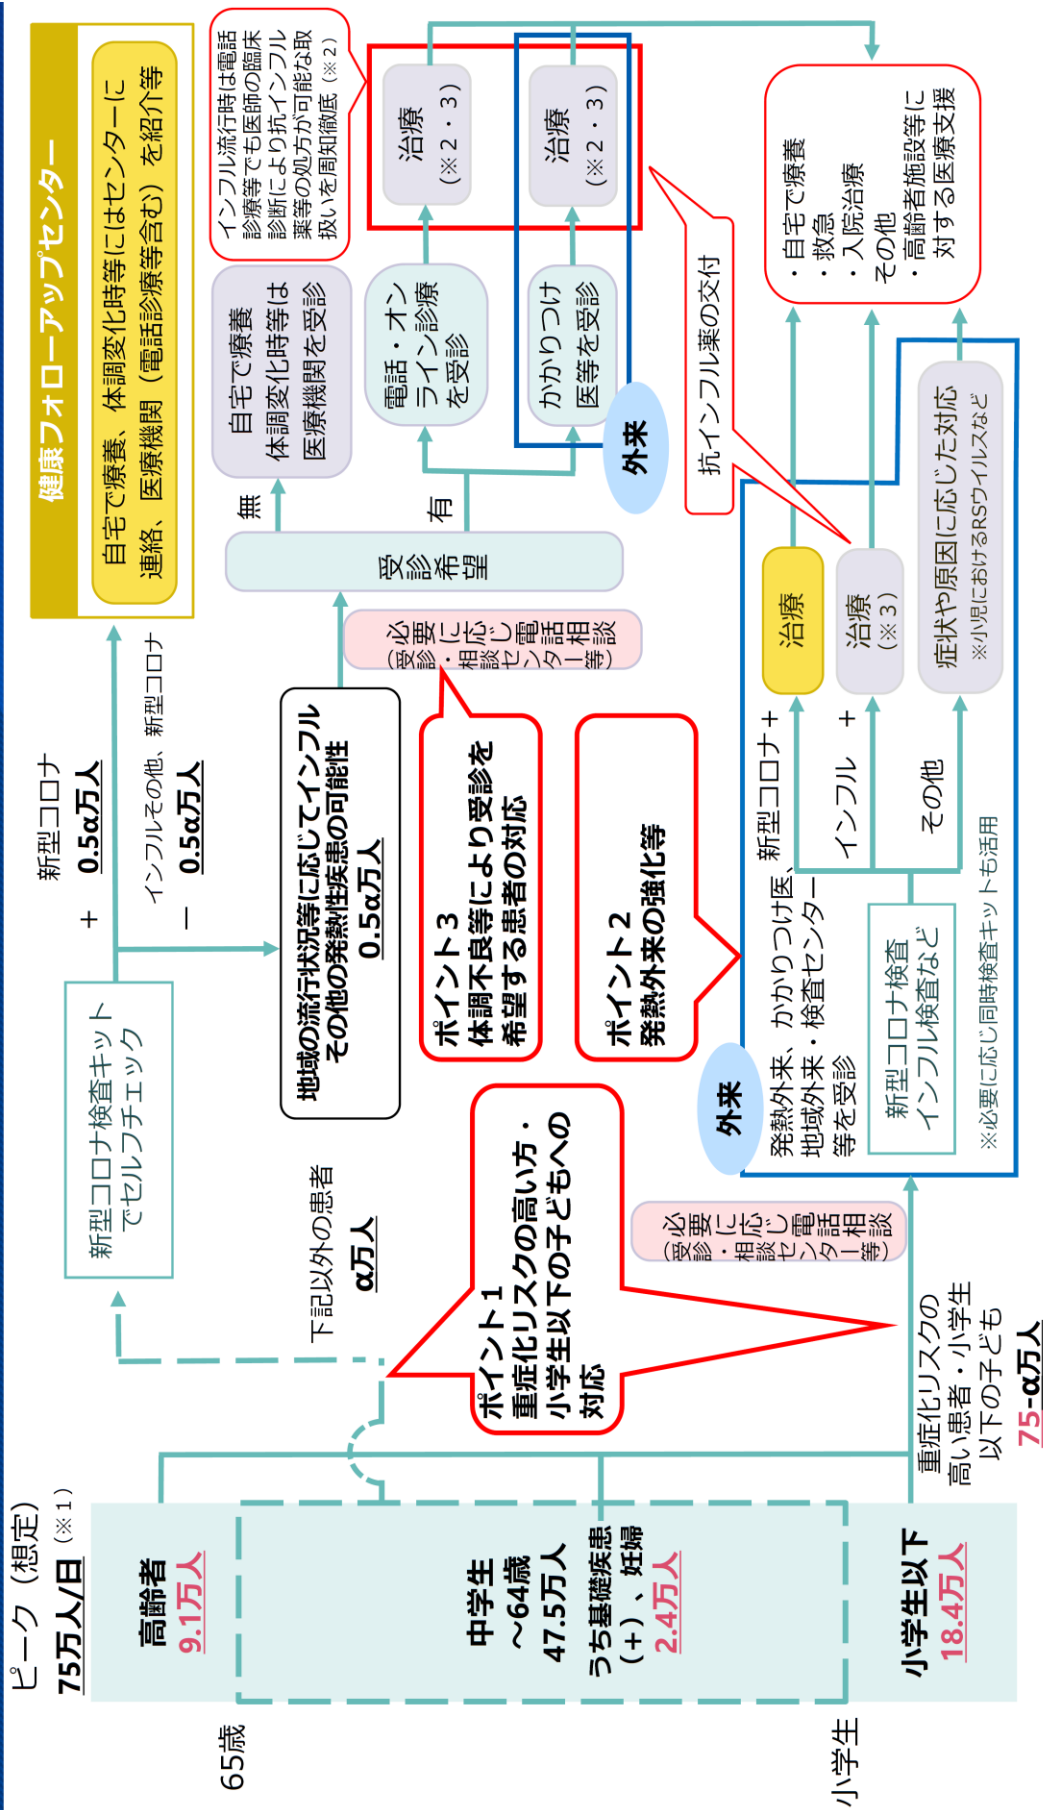 ピーク（想定）
75万人/日（※１）
65歳
小学生
高齢者
9.1万人
中学生
～64歳
47.5万人
うち基礎疾患
（+）、妊婦
2.4万人
小学生以下
18.4万人
下記以外の患者
α万人
重症化リスクの
高い患者・小学生
以下の子ども
75-α万人
ポイント1
重症化リスクの高い方・
小学生以下の子どもへの
対応
新型コロナ検査キット
でセルフチェック
新型コロナ
＋
0.5α万人
インフルその他、新型コロナ
－
0.5α万人
健康フォローアップセンター
自宅で療養、体調変化時等にはセンターに
連絡、医療機関（電話診療等含む）を紹介等
地域の流行状況等に応じてインフル
その他の発熱性疾患の可能性
0.5α万人
ポイント3
体調不良等により受診を
希望する患者の対応
必要に応じ電話相談
（受診・相談センター等）
受診希望
無
有
自宅で療養
体調変化時等は
医療機関を受診
電話・オン
ライン診療
を受診
かかりつけ
医等を受診
外来
インフル流行時は電話
診療等でも医師の臨床
診断により抗インフル
薬等の処方が可能な取
扱いを周知徹底（※２）
治療
（※２・３）
治療
（※２・３）
ポイント2
発熱外来の強化等
必要に応じ電話相談
（受診・相談センター等）
外来
発熱外来、かかりつけ医、
地域外来・検査センター
等を受診
新型コロナ検査
インフル検査など
※必要に応じ同時検査キットも活用
新型コロナ＋
インフル　＋
その他
治療
治療
（※３）
症状や原因に応じた対応
※小児におけるRSウイルスなど
抗インフル薬の交付
・自宅で療養
・救急
・入院治療
その他
・高齢者施設等に
対する医療支援